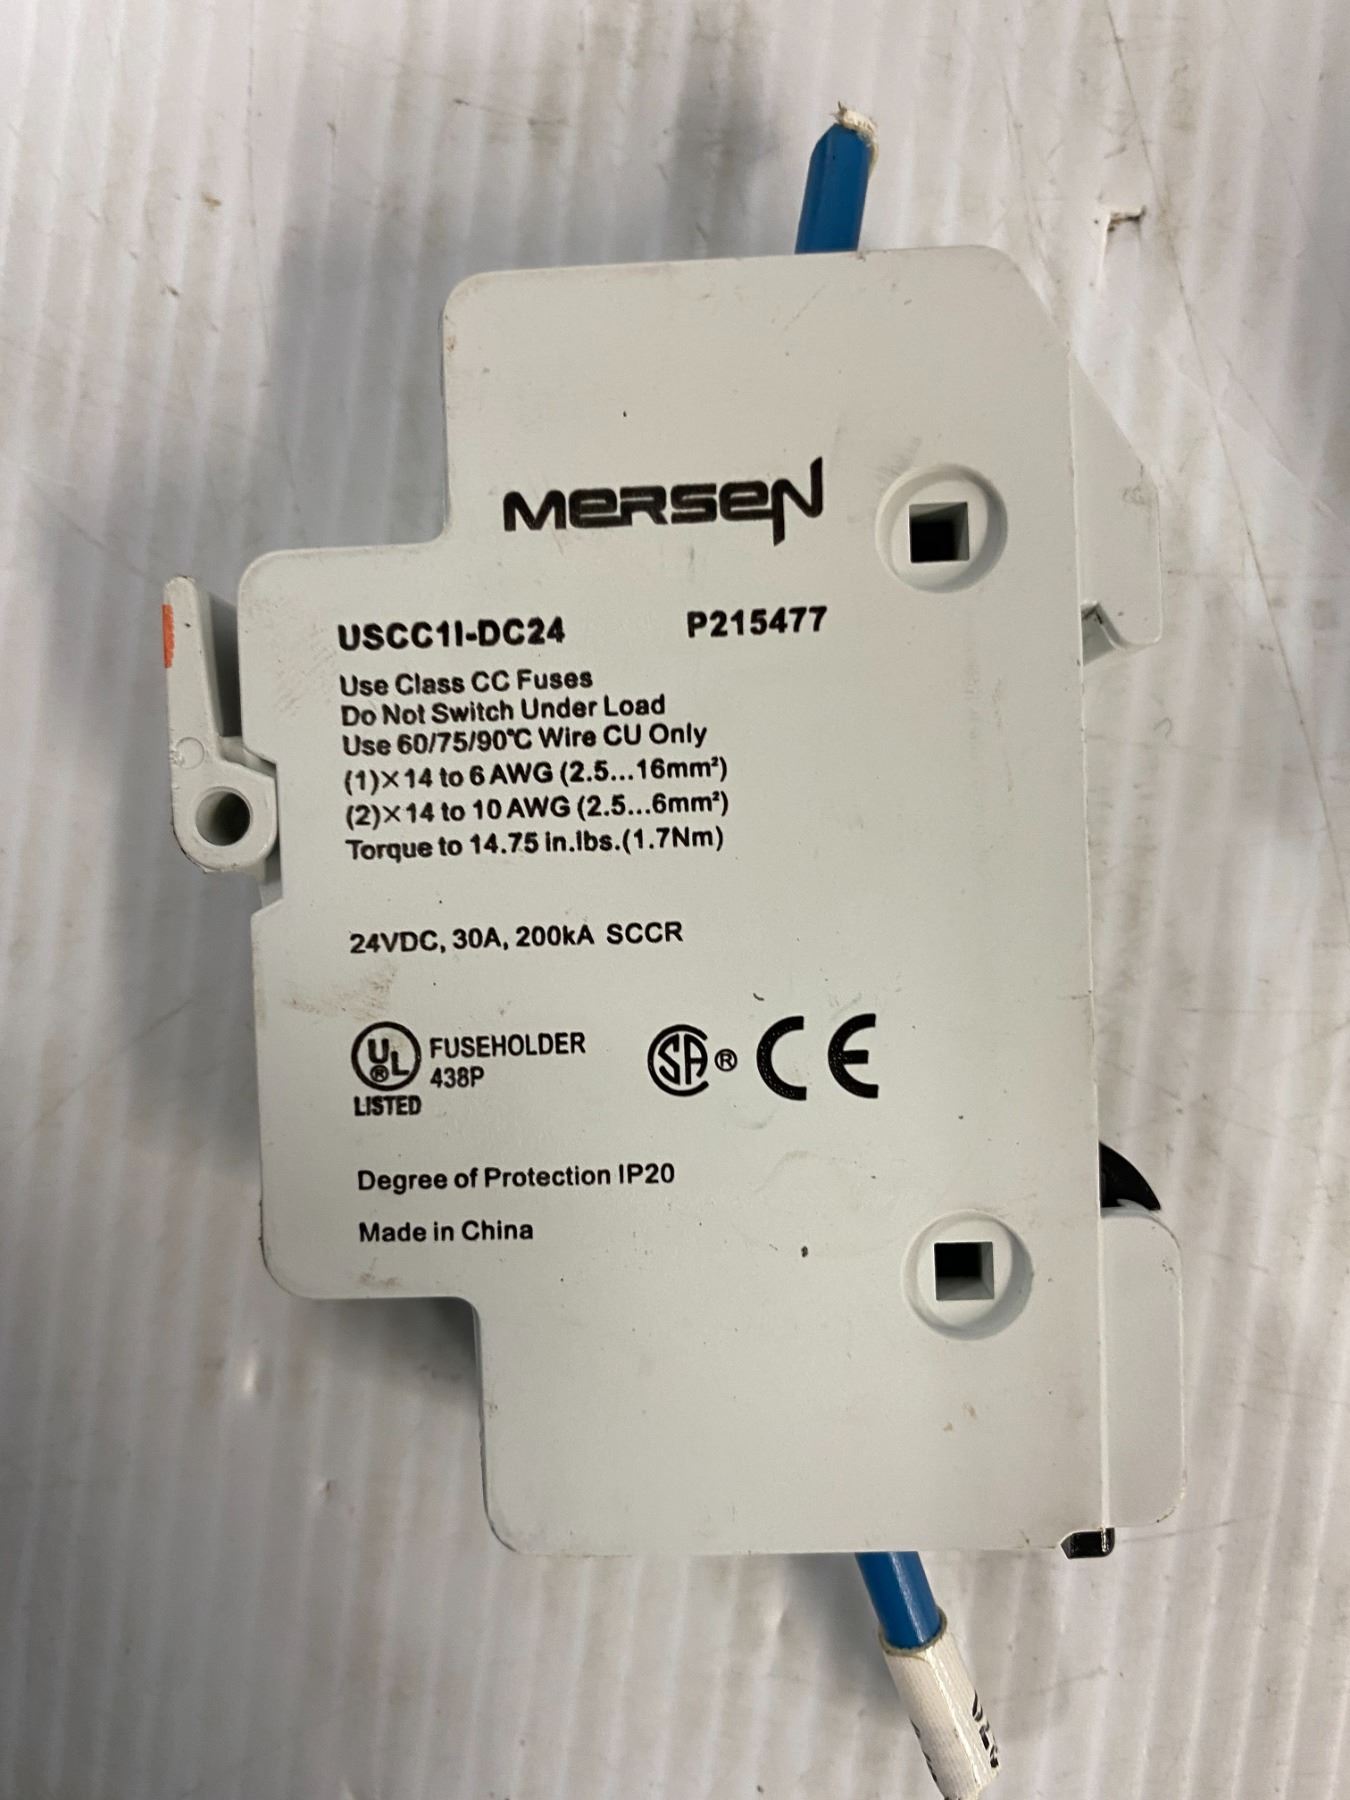 MERSEN
USCC1I-DC24 P215477
Use Class CC Fuses
Do Not Switch Under Load
Use 60/75/90°C Wire CU Only
(1)×14 to 6 AWG (2.5...16mm²)
(2)×14 to 10 AWG (2.5...6mm²)
Torque to 14.75 in.lbs.(1.7Nm)
24VDC, 30A, 200kA SCCR
UL® FUSEHOLDER SA® CE
438P
LISTED
Degree of Protection IP20
Made in China